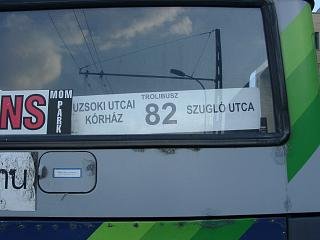 NS
MOM
PARK
UZSOKI UTCAI
KÓRHÁZ
TROLIBUSZ
82
SZUGLÓ UTCA
nu